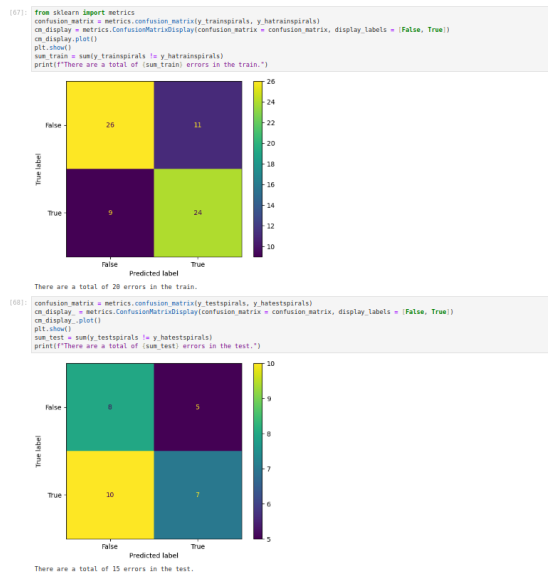 [67]: from sklearn import metrics
confusion_matrix = metrics.confusion_matrix(y_trainspirals, y_hatrainspirals)
cm_display = metrics.ConfusionMatrixDisplay(confusion_matrix = confusion_matrix, display_labels = [False, True])
cm_display.plot()
plt.show()
sum_train = sum(y_trainspirals != y_hatrainspirals)
print(f"There are a total of {sum_train} errors in the train.")
26
24
22
20
18
16
14
12
10
False
26
11
True label
True
9
24
False
True
Predicted label
There are a total of 20 errors in the train.
[68]: confusion_matrix = metrics.confusion_matrix(y_testspirals, y_hatestspirals)
cm_display_ = metrics.ConfusionMatrixDisplay(confusion_matrix = confusion_matrix, display_labels = [False, True])
cm_display_.plot()
plt.show()
sum_test = sum(y_testspirals != y_hatestspirals)
print(f"There are a total of {sum_test} errors in the test.")
10
9
8
7
6
5
False
8
5
True label
True
10
7
False
True
Predicted label
There are a total of 15 errors in the test.